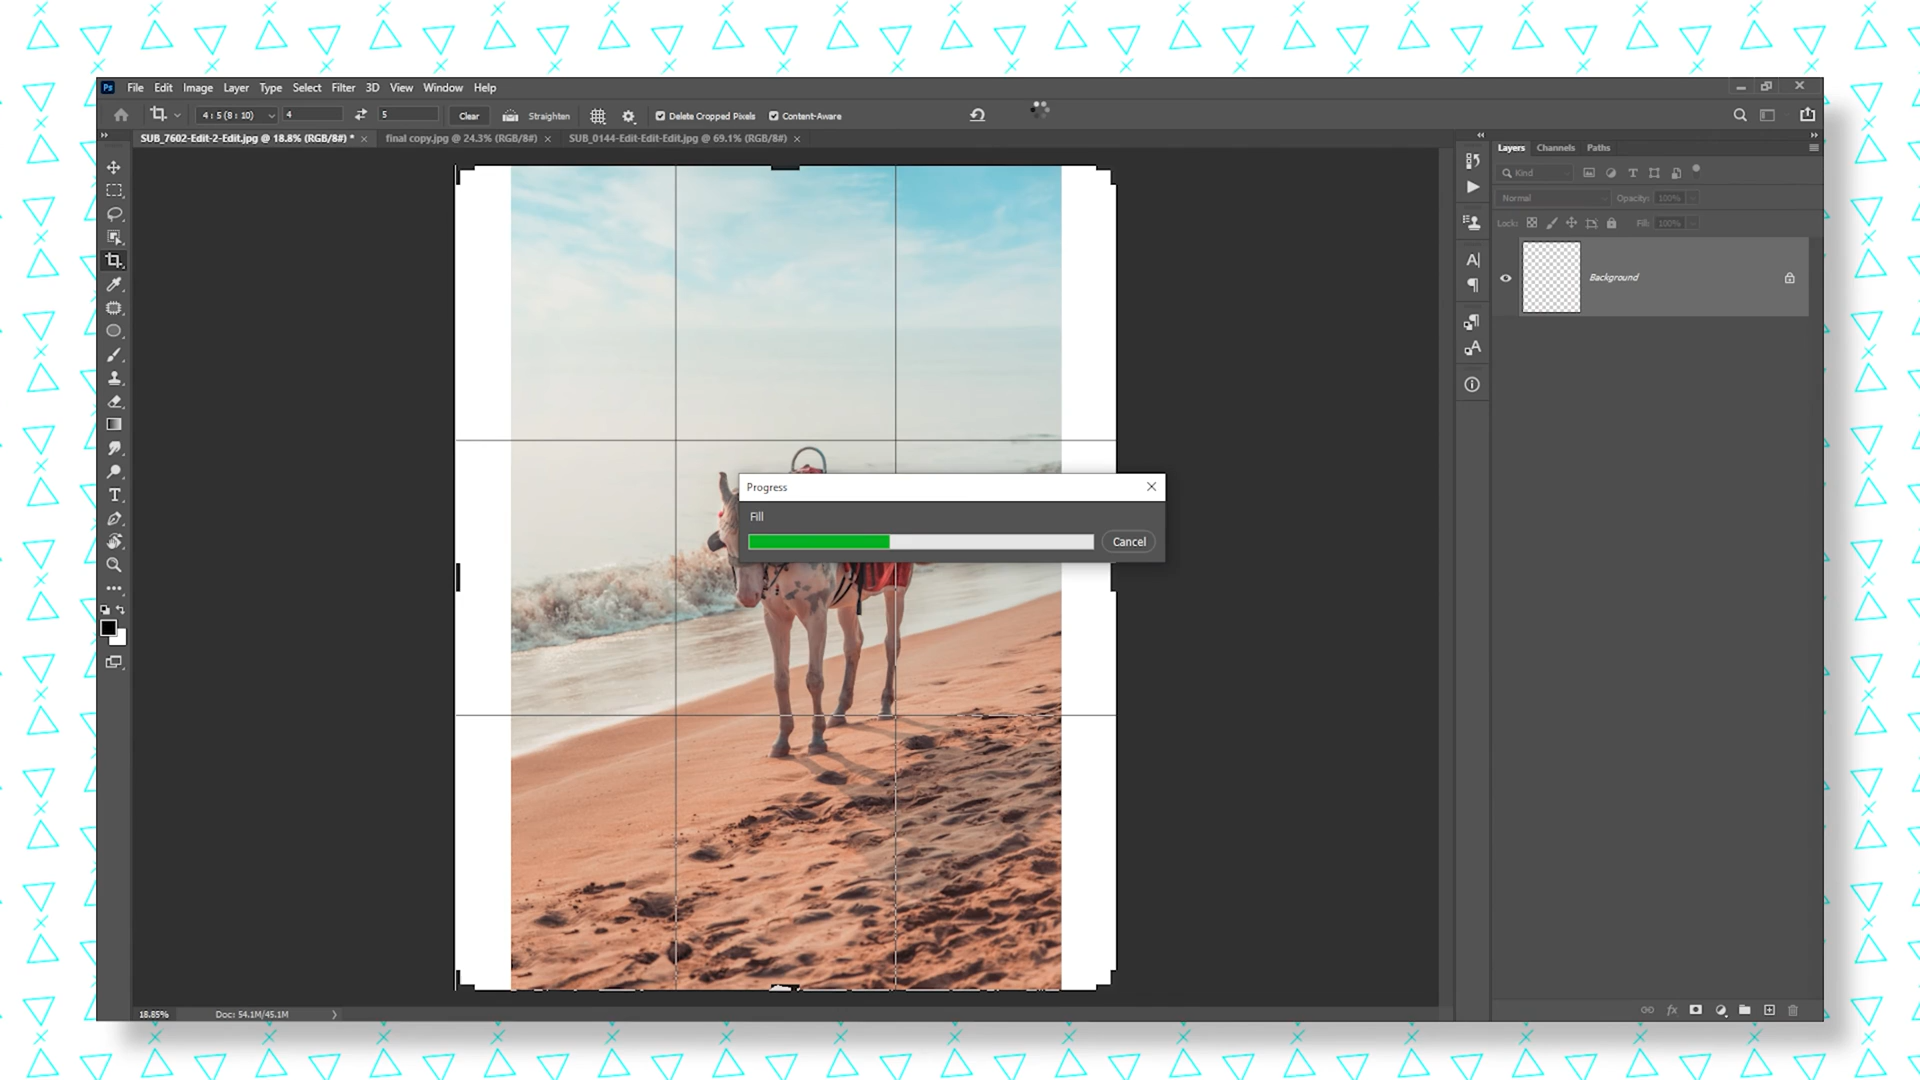 Ps File Edit Image Layer Type Select Filter 3D View Window Help
4 : 5 (8 : 10) 4 5 Clear Straighten Delete Cropped Pixels Content-Aware
SUB_7602-Edit-2-Edit.jpg @ 18.8% (RGB/8#) * × final copy.jpg @ 24.3% (RGB/8#) × SUB_0144-Edit-Edit-Edit.jpg @ 69.1% (RGB/8#) ×
Layers Channels Paths
Kind
Normal Opacity: 100%
Lock: Fill: 100%
Background
Progress
Fill
Cancel
18.85% Doc: 54.1M/45.1M